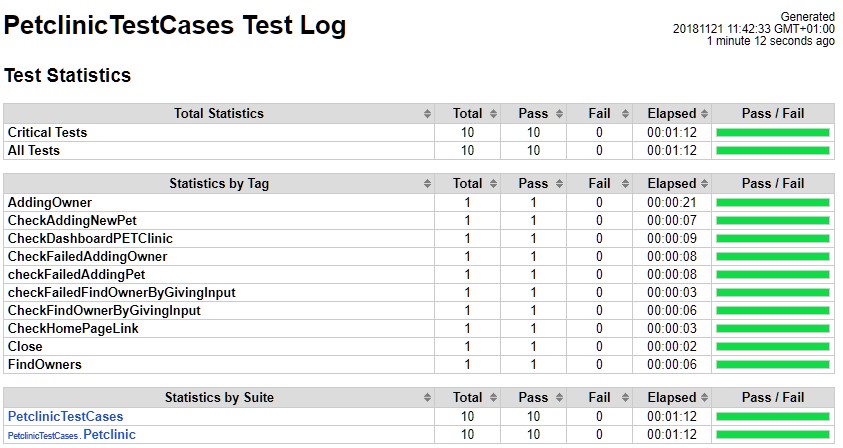 PetclinicTestCases Test Log
Generated
20181121 11:42:33 GMT+01:00
1 minute 12 seconds ago
Test Statistics
Total Statistics Total Pass Fail Elapsed Pass / Fail
Critical Tests 10 10 0 00:01:12
All Tests 10 10 0 00:01:12
Statistics by Tag Total Pass Fail Elapsed Pass / Fail
AddingOwner 1 1 0 00:00:21
CheckAddingNewPet 1 1 0 00:00:07
CheckDashboardPETClinic 1 1 0 00:00:09
CheckFailedAddingOwner 1 1 0 00:00:08
checkFailedAddingPet 1 1 0 00:00:08
checkFailedFindOwnerByGivingInput 1 1 0 00:00:03
CheckFindOwnerByGivingInput 1 1 0 00:00:06
CheckHomePageLink 1 1 0 00:00:03
Close 1 1 0 00:00:02
FindOwners 1 1 0 00:00:06
Statistics by Suite Total Pass Fail Elapsed Pass / Fail
PetclinicTestCases 10 10 0 00:01:12
PetclinicTestCases . Petclinic 10 10 0 00:01:12